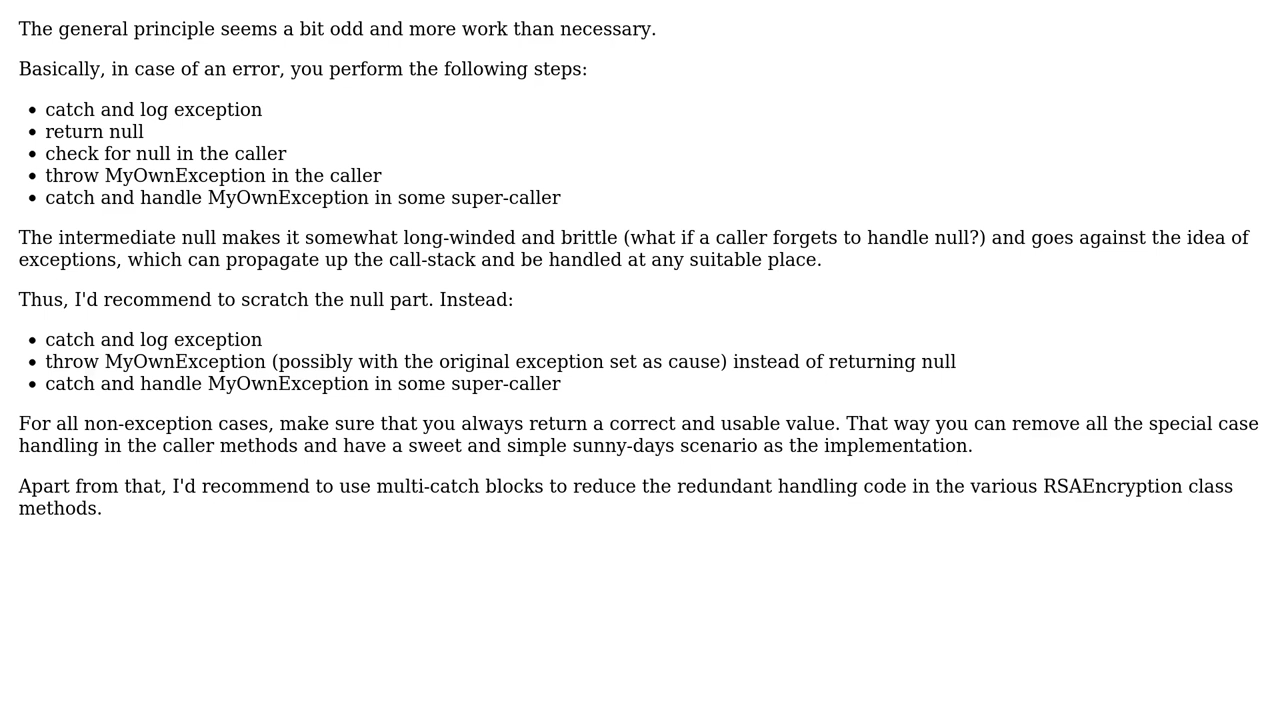 The general principle seems a bit odd and more work than necessary.
Basically, in case of an error, you perform the following steps:
• catch and log exception
• return null
• check for null in the caller
• throw MyOwnException in the caller
• catch and handle MyOwnException in some super-caller
The intermediate null makes it somewhat long-winded and brittle (what if a caller forgets to handle null?) and goes against the idea of
exceptions, which can propagate up the call-stack and be handled at any suitable place.
Thus, I'd recommend to scratch the null part. Instead:
• catch and log exception
• throw MyOwnException (possibly with the original exception set as cause) instead of returning null
• catch and handle MyOwnException in some super-caller
For all non-exception cases, make sure that you always return a correct and usable value. That way you can remove all the special case
handling in the caller methods and have a sweet and simple sunny-days scenario as the implementation.
Apart from that, I'd recommend to use multi-catch blocks to reduce the redundant handling code in the various RSAEncryption class
methods.